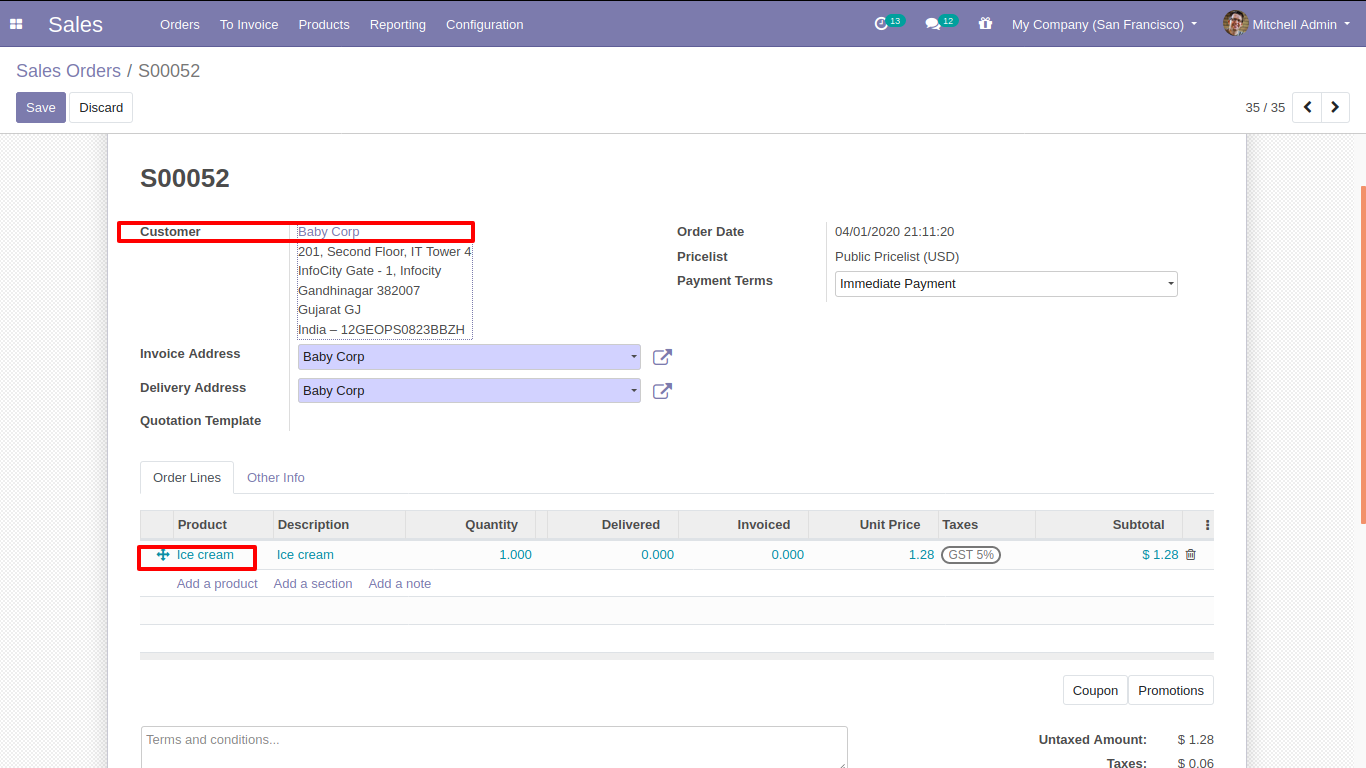 Sales Orders To Invoice Products Reporting Configuration 13 12 My Company (San Francisco) Mitchell Admin
Sales Orders / S00052
Save Discard 35 / 35
S00052
Customer Baby Corp Order Date 04/01/2020 21:11:20
201, Second Floor, IT Tower 4 Pricelist Public Pricelist (USD)
InfoCity Gate - 1, Infocity Payment Terms Immediate Payment
Gandhinagar 382007
Gujarat GJ
India – 12GEOPS0823BBZH
Invoice Address Baby Corp
Delivery Address Baby Corp
Quotation Template
Order Lines Other Info
Product Description Quantity Delivered Invoiced Unit Price Taxes Subtotal
Ice cream Ice cream 1.000 0.000 0.000 1.28 GST 5% $ 1.28
Add a product Add a section Add a note
Coupon Promotions
Terms and conditions... Untaxed Amount: $ 1.28
Taxes: $ 0.06